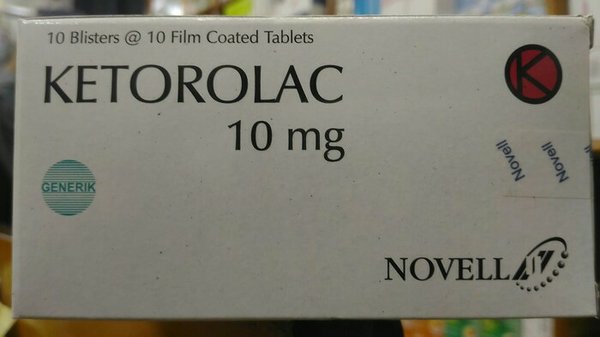 10 Blisters @ 10 Film Coated Tablets
KETOROLAC
10 mg
K
GENERIK
Novell
Novell
NOVELL